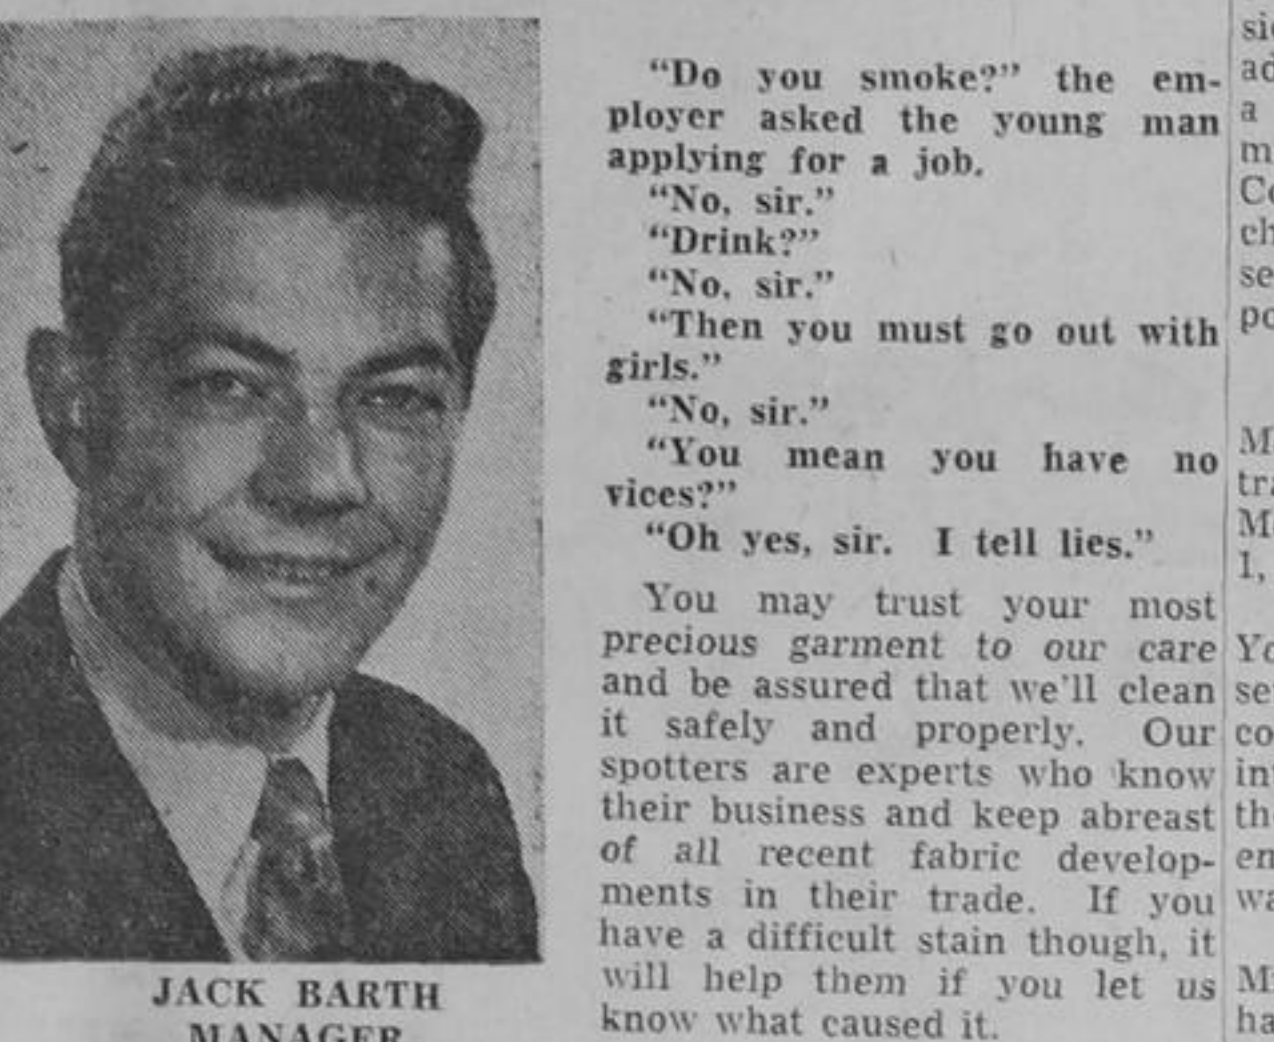 JACK BARTH
MANAGER
“Do you smoke?” the em-
ployer asked the young man
applying for a job.
“No, sir.”
“Drink?”
“No, sir.”
“Then you must go out with
girls.”
“No, sir.”
“You mean you have no
vices?”
“Oh yes, sir. I tell lies.”
You may trust your most
precious garment to our care
and be assured that we'll clean
it safely and properly. Our
spotters are experts who know
their business and keep abreast
of all recent fabric develop-
ments in their trade. If you
have a difficult stain though, it
will help them if you let us
know what caused it.
a
1,